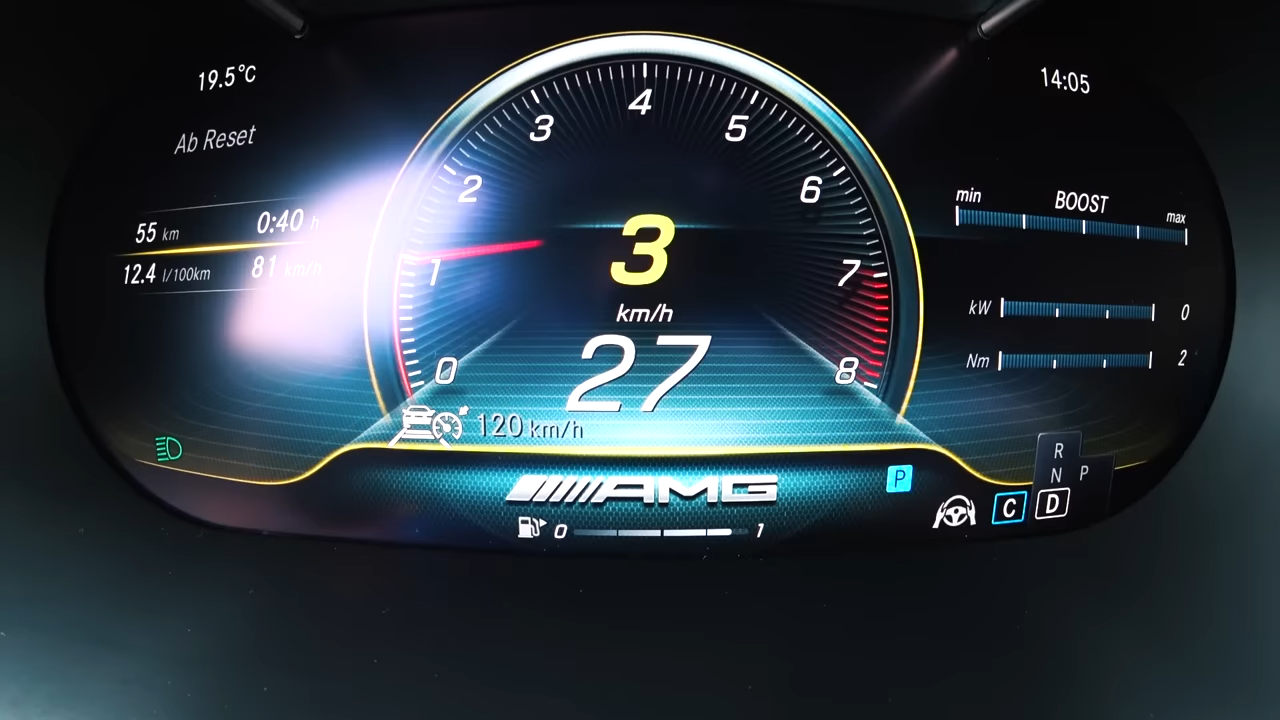 19.5°C
14:05
Ab Reset
55 km 0:40 h
12.4 l/100km 81 km/h
0
1
2
3
4
5
6
7
8
3
km/h
27
120 km/h
min BOOST max
kW 0
Nm 2
AMG
0 1
P
R
N P
C D